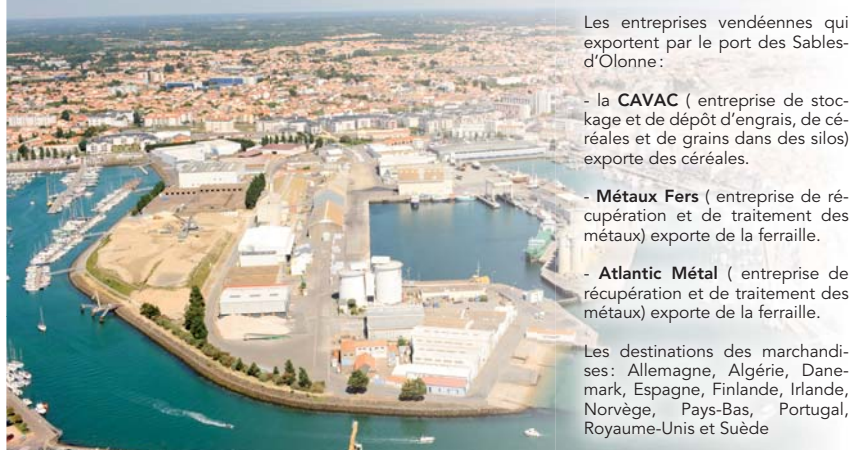 Les entreprises vendéennes qui
exportent par le port des Sables-
d'Olonne :
- la CAVAC ( entreprise de stoc-
kage et de dépôt d'engrais, de cé-
réales et de grains dans des silos)
exporte des céréales.
- Métaux Fers ( entreprise de ré-
cupération et de traitement des
métaux) exporte de la ferraille.
- Atlantic Métal ( entreprise de
récupération et de traitement des
métaux) exporte de la ferraille.
Les destinations des marchandi-
ses : Allemagne, Algérie, Dane-
mark, Espagne, Finlande, Irlande,
Norvège, Pays-Bas, Portugal,
Royaume-Unis et Suède